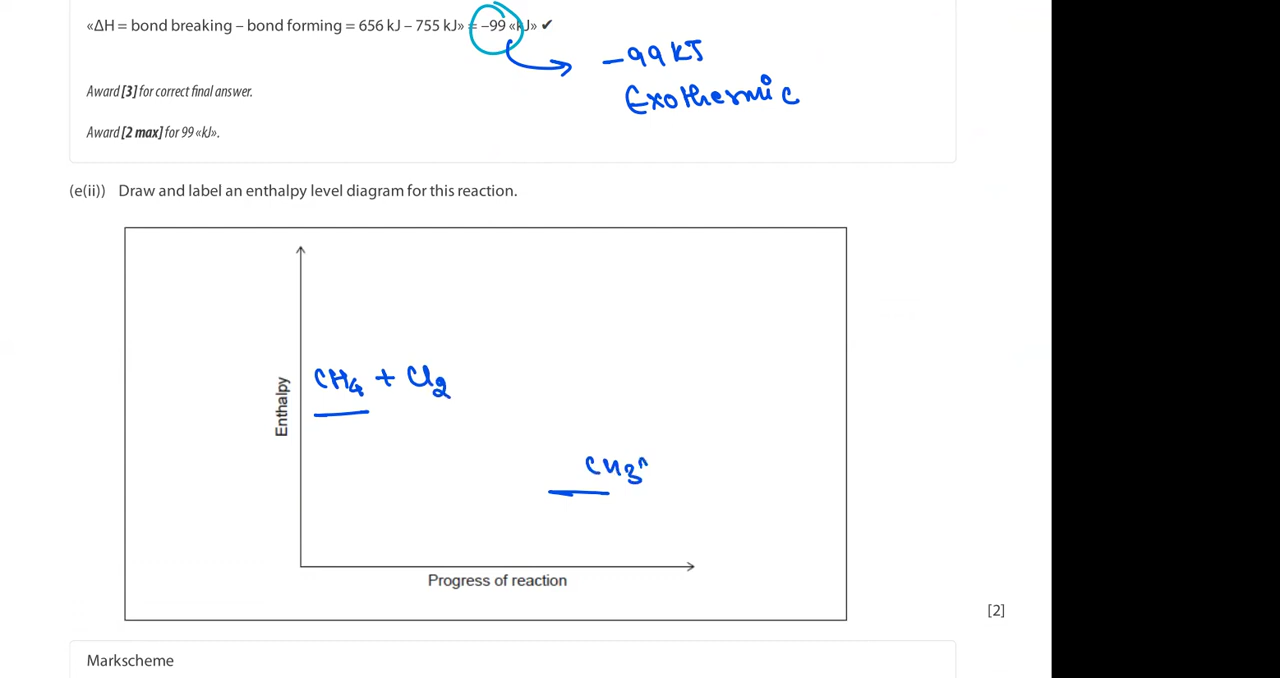 «ΔH = bond breaking – bond forming = 656 kJ – 755 kJ» = –99 «kJ» ✔
–99 kJ
Exothermic
Award [3] for correct final answer.
Award [2 max] for 99 «kJ».
(e(ii)) Draw and label an enthalpy level diagram for this reaction.
CH4 + Cl2
Enthalpy
CH3
Progress of reaction
[2]
Markscheme